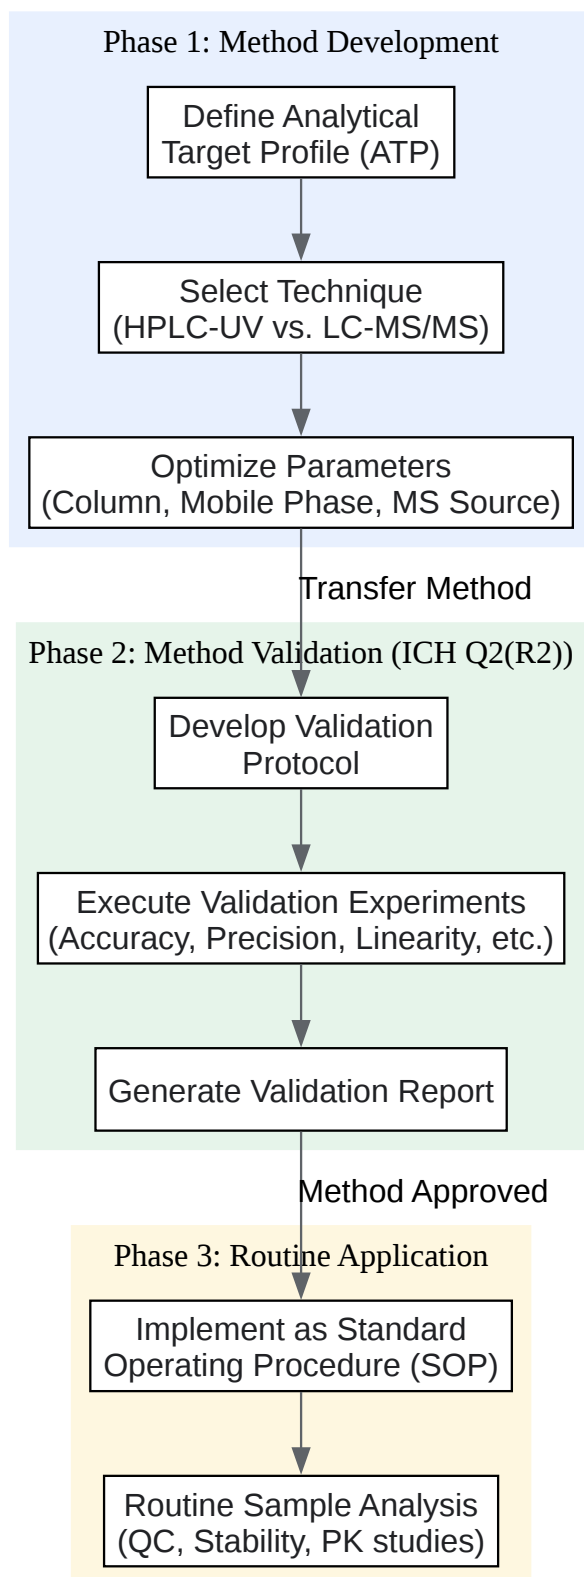 Phase 1: Method Development
Define Analytical
Target Profile (ATP)
Select Technique
(HPLC-UV vs. LC-MS/MS)
Optimize Parameters
(Column, Mobile Phase, MS Source)
Transfer Method
Phase 2: Method Validation (ICH Q2(R2))
Develop Validation
Protocol
Execute Validation Experiments
(Accuracy, Precision, Linearity, etc.)
Generate Validation Report
Method Approved
Phase 3: Routine Application
Implement as Standard
Operating Procedure (SOP)
Routine Sample Analysis
(QC, Stability, PK studies)